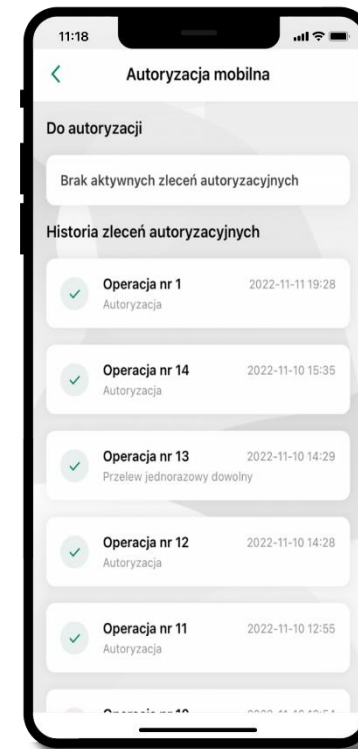 11:18
Autoryzacja mobilna
Do autoryzacji
Brak aktywnych zleceń autoryzacyjnych
Historia zleceń autoryzacyjnych
Operacja nr 1 2022-11-11 19:28
Autoryzacja
Operacja nr 14 2022-11-10 15:35
Autoryzacja
Operacja nr 13 2022-11-10 14:29
Przelew jednorazowy dowolny
Operacja nr 12 2022-11-10 14:28
Autoryzacja
Operacja nr 11 2022-11-10 12:55
Autoryzacja